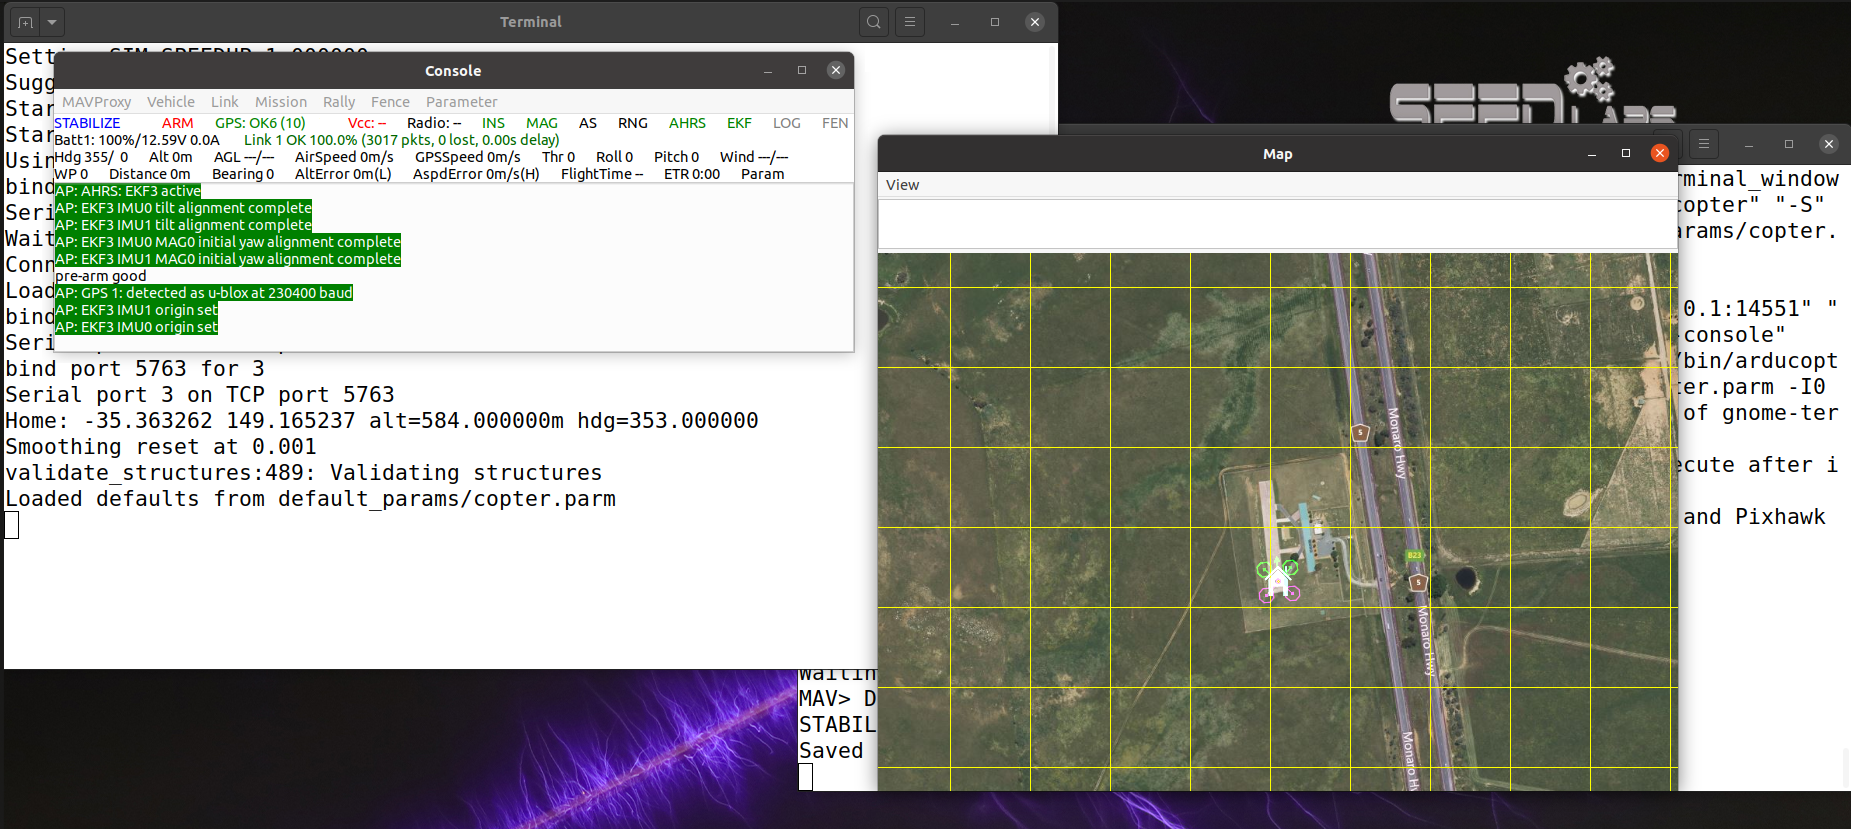 Terminal
Sett
Sugg
Star
Star
Usin
bind
Seri
Wait
Conn
Load
bind
Seri
bind port 5763 for 3
Serial port 3 on TCP port 5763
Home: -35.363262 149.165237 alt=584.000000m hdg=353.000000
Smoothing reset at 0.001
validate_structures:489: Validating structures
Loaded defaults from default_params/copter.parm
Console
MAVProxy Vehicle Link Mission Rally Fence Parameter
STABILIZE ARM GPS: OK6 (10) Vcc: -- Radio: -- INS MAG AS RNG AHRS EKF LOG FEN
Batt1: 100%/12.59V 0.0A Link 1 OK 100.0% (3017 pkts, 0 lost, 0.00s delay)
Hdg 355/ 0 Alt 0m AGL ---/--- AirSpeed 0m/s GPSSpeed 0m/s Thr 0 Roll 0 Pitch 0 Wind ---/---
WP 0 Distance 0m Bearing 0 AltError 0m(L) AspdError 0m/s(H) FlightTime -- ETR 0:00 Param
AP: AHRS: EKF3 active
AP: EKF3 IMU0 tilt alignment complete
AP: EKF3 IMU1 tilt alignment complete
AP: EKF3 IMU0 MAG0 initial yaw alignment complete
AP: EKF3 IMU1 MAG0 initial yaw alignment complete
pre-arm good
AP: GPS 1: detected as u-blox at 230400 baud
AP: EKF3 IMU1 origin set
AP: EKF3 IMU0 origin set
SEED LABS
Map
View
S
Monaro Hwy
B23
S
Monaro Hwy
Monaro H
rminal_window
copter" "-S"
arams/copter.
0.1:14551" "
console"
/bin/arducopt
ter.parm -I0
of gnome-ter
ecute after i
and Pixhawk
Waitin
MAV> D
STABIL
Saved